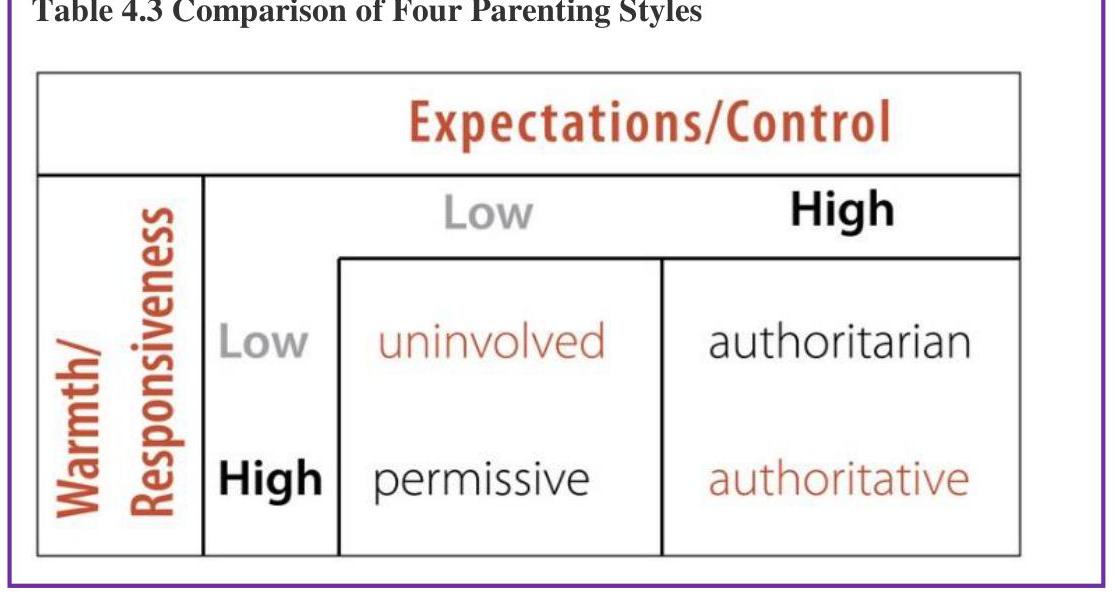 Table 4.3 Comparison of Four Parenting Styles
Expectations/Control
Low High
Warmth/
Responsiveness
Low uninvolved authoritarian
High permissive authoritative